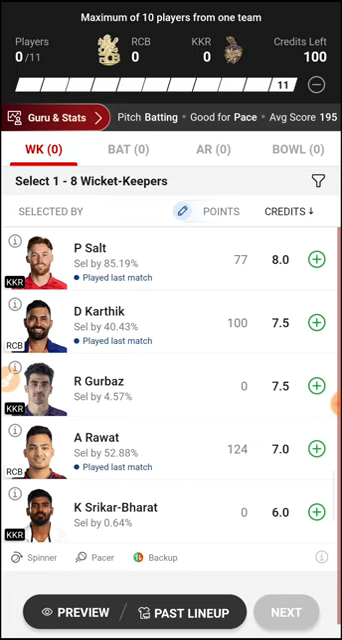 Maximum of 10 players from one team
Players RCB KKR Credits Left
0/11 0 0 100
11
Guru & Stats Pitch Batting • Good for Pace • Avg Score 195
WK (0) BAT (0) AR (0) BOWL (0)
Select 1 - 8 Wicket-Keepers
SELECTED BY POINTS CREDITS ↓
P Salt
Sel by 85.19% 77 8.0
Played last match
KKR
D Karthik
Sel by 40.43% 100 7.5
Played last match
RCB
R Gurbaz
Sel by 4.57% 0 7.5
KKR
A Rawat
Sel by 52.88% 124 7.0
Played last match
RCB
K Srikar-Bharat
Sel by 0.64% 0 6.0
KKR
Spinner Pacer Backup
PREVIEW / PAST LINEUP NEXT